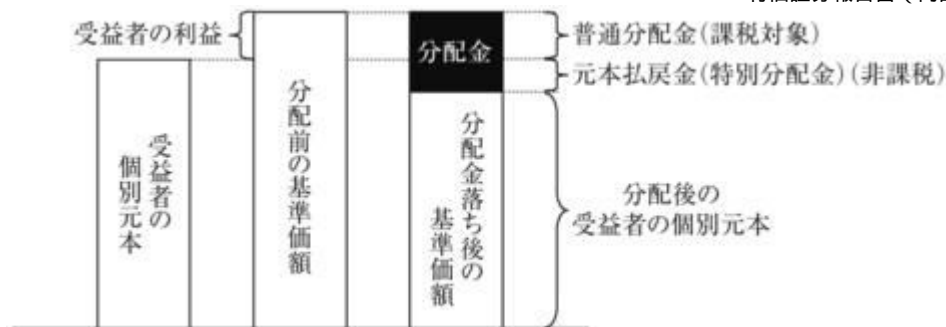 受益者の利益
分配金
普通分配金(課税対象)
元本払戻金(特別分配金)(非課税)
受益者の
個別元本
分配前の基準価額
分配金落ち後の
基準価額
分配後の
受益者の個別元本